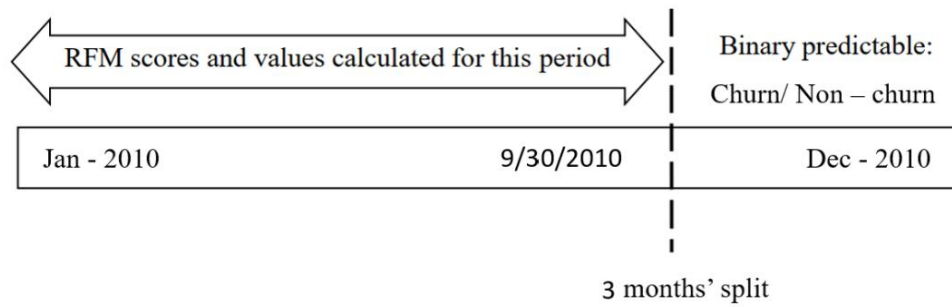 RFM scores and values calculated for this period
Binary predictable:
Churn/ Non – churn
Jan - 2010
9/30/2010
Dec - 2010
3 months' split